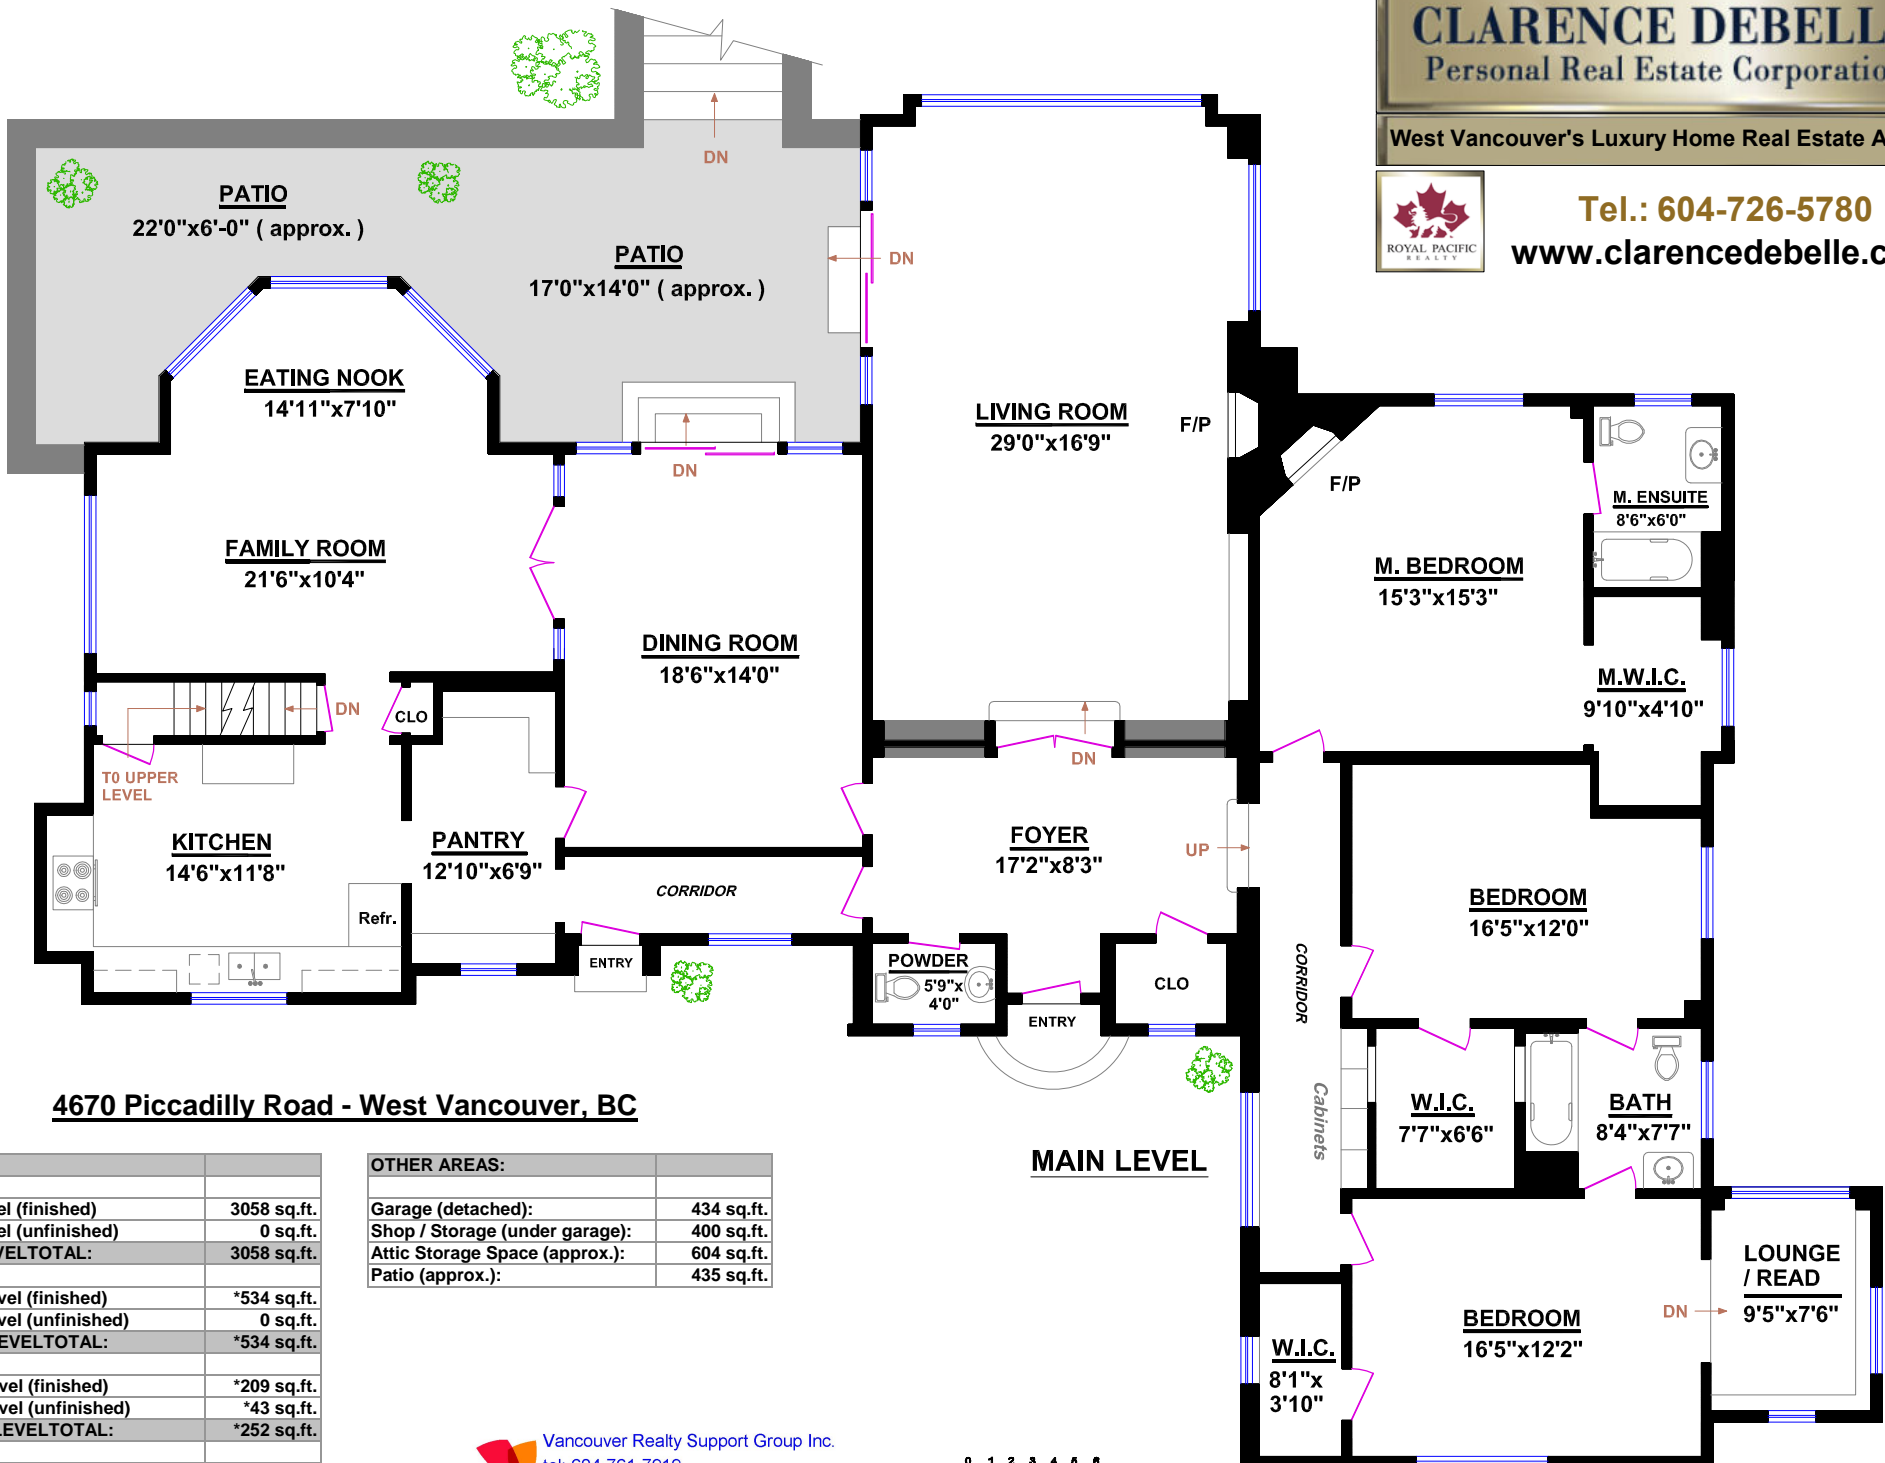 CLARENCE DEBELL
Personal Real Estate Corporatio
West Vancouver's Luxury Home Real Estate A
ROYAL PACIFIC
REALTY
Tel.: 604-726-5780
www.clarencedebelle.c
DN
PATIO
22'0"x6'-0" ( approx. )
PATIO
17'0"x14'0" ( approx. )
DN
EATING NOOK
14'11"x7'10"
LIVING ROOM
29'0"x16'9"
F/P
DN
F/P
M. ENSUITE
8'6"x6'0"
FAMILY ROOM
21'6"x10'4"
M. BEDROOM
15'3"x15'3"
DINING ROOM
18'6"x14'0"
M.W.I.C.
9'10"x4'10"
DN
CLO
DN
T0 UPPER
LEVEL
KITCHEN
14'6"x11'8"
PANTRY
12'10"x6'9"
FOYER
17'2"x8'3"
UP
CORRIDOR
Refr.
BEDROOM
16'5"x12'0"
ENTRY
POWDER
5'9"x
4'0"
CLO
ENTRY
CORRIDOR
Cabinets
W.I.C.
7'7"x6'6"
BATH
8'4"x7'7"
4670 Piccadilly Road - West Vancouver, BC
MAIN LEVEL
el (finished) 3058 sq.ft.
el (unfinished) 0 sq.ft.
VELTOTAL: 3058 sq.ft.
vel (finished) *534 sq.ft.
vel (unfinished) 0 sq.ft.
EVELTOTAL: *534 sq.ft.
vel (finished) *209 sq.ft.
vel (unfinished) *43 sq.ft.
LEVELTOTAL: *252 sq.ft.
OTHER AREAS:
Garage (detached): 434 sq.ft.
Shop / Storage (under garage): 400 sq.ft.
Attic Storage Space (approx.): 604 sq.ft.
Patio (approx.): 435 sq.ft.
LOUNGE
/ READ
9'5"x7'6"
DN
BEDROOM
16'5"x12'2"
W.I.C.
8'1"x
3'10"
Vancouver Realty Support Group Inc.
0 1 2 3 4 5 6